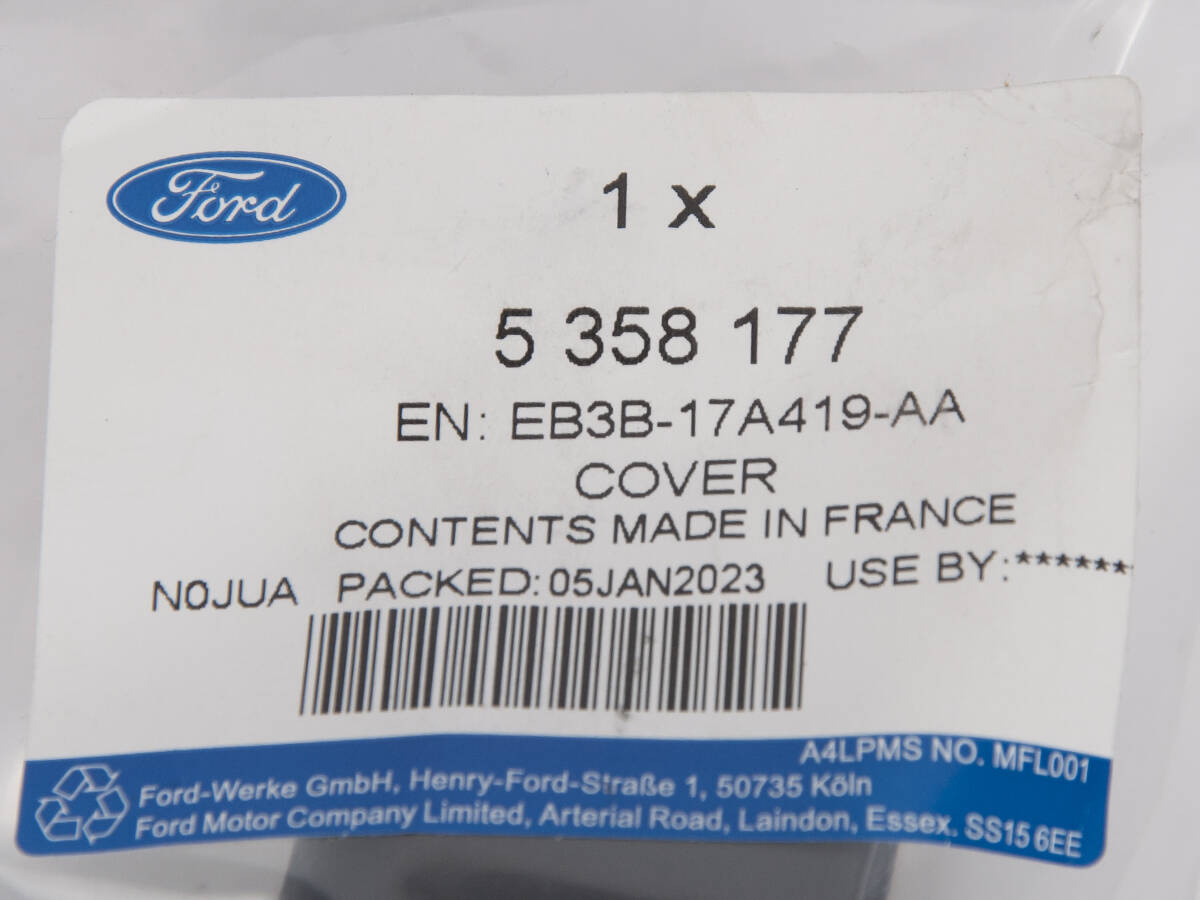 Ford
1 x
5 358 177
EN: EB3B-17A419-AA
COVER
CONTENTS MADE IN FRANCE
N0JUA PACKED: 05JAN2023 USE BY:******
A4LPMS NO. MFL001
Ford-Werke GmbH, Henry-Ford-Straße 1, 50735 Köln
Ford Motor Company Limited, Arterial Road, Laindon, Essex. SS15 6EE